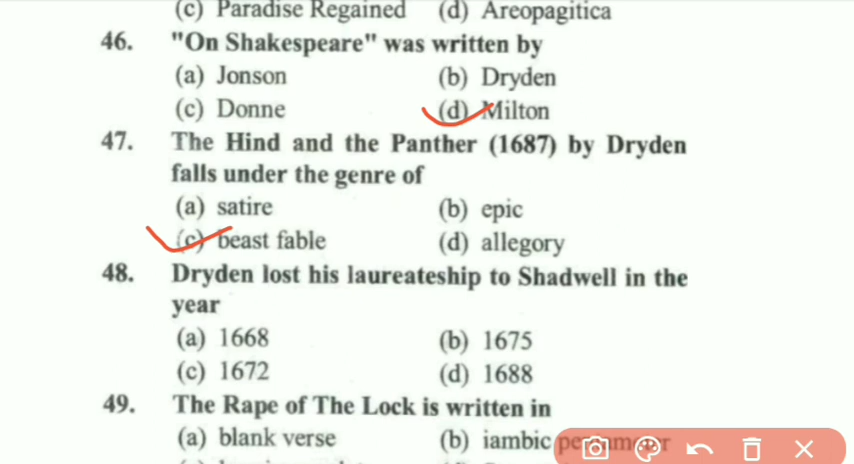 (c) Paradise Regained (d) Areopagitica
46. "On Shakespeare" was written by
(a) Jonson (b) Dryden
(c) Donne (d) Milton
47. The Hind and the Panther (1687) by Dryden
falls under the genre of
(a) satire (b) epic
(c) beast fable (d) allegory
48. Dryden lost his laureateship to Shadwell in the
year
(a) 1668 (b) 1675
(c) 1672 (d) 1688
49. The Rape of The Lock is written in
(a) blank verse (b) iambic pentameter